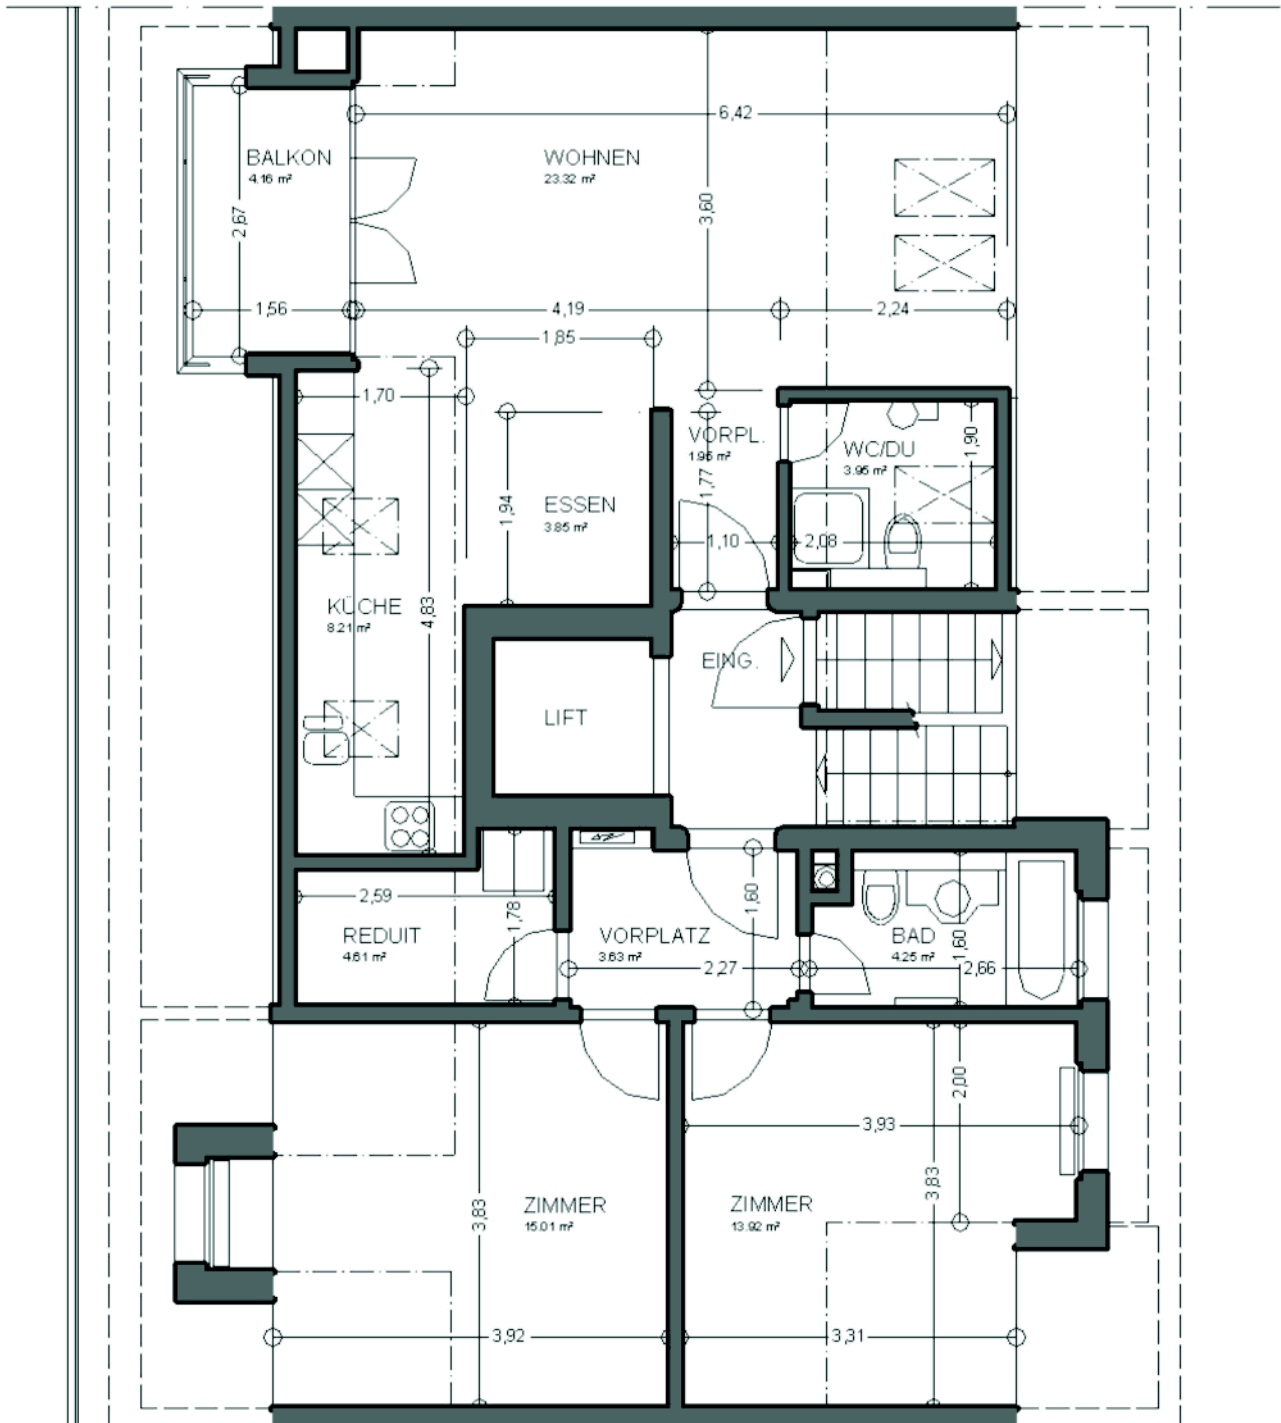 6,42
BALKON
4.16 m²
WOHNEN
23.32 m²
2,67
3,60
1,56
4,19
2,24
1,85
1,70
VORPL.
1.95 m²
WC/DU
3.95 m²
1,90
1,77
1,94
ESSEN
3.85 m²
1,10
2,08
KÜCHE
8.21 m²
4,83
EING.
LIFT
2,59
1,78
1,60
REDUIT
4.61 m²
VORPLATZ
3.63 m²
BAD
4.25 m²
1,60
2,27
2,66
2,00
3,93
3,83
3,83
ZIMMER
15.01 m²
ZIMMER
13.92 m²
3,92
3,31